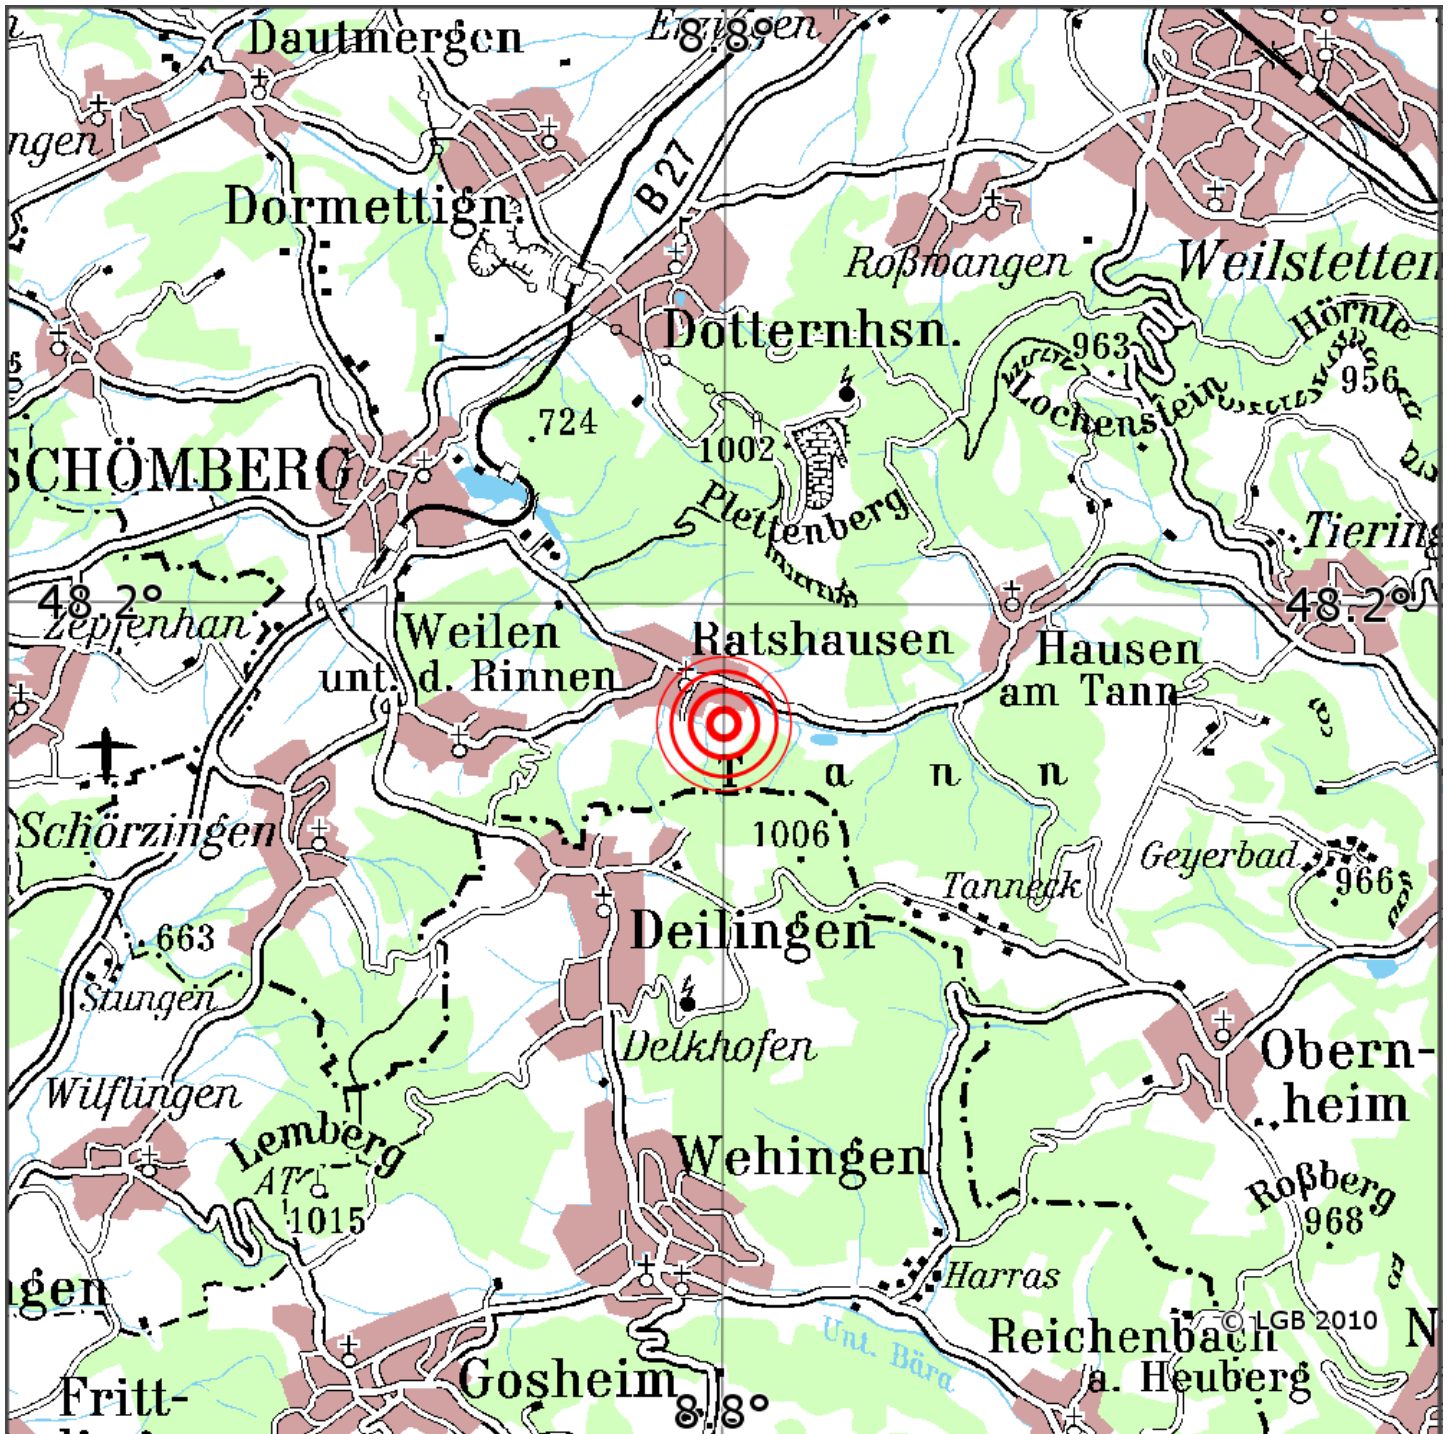 Dautmergen
Erzingen
8.8°
ngen
B 27
Dormettign.
Roßwangen
Weilstetten
Hörnle
Dotternhsn.
963
956
Lochenstein
724
1002
SCHÖMBERG
Plettenberg
Tiering
48.2°
48.2°
Zepfenhan
Weilen
unt. d. Rinnen
Ratshausen
Hausen
am Tann
T a n n
Schörzingen
1006
Geyerbad
966
Tanneck
Deilingen
663
Stungen
Delkhofen
Obern-
heim
Wilflingen
Lemberg
AT
1015
Wehingen
Roßberg
968
Harras
ngen
© LGB 2010
Reichenbach
a. Heuberg
N
Unt. Bära
Gosheim
Fritt-
8.8°